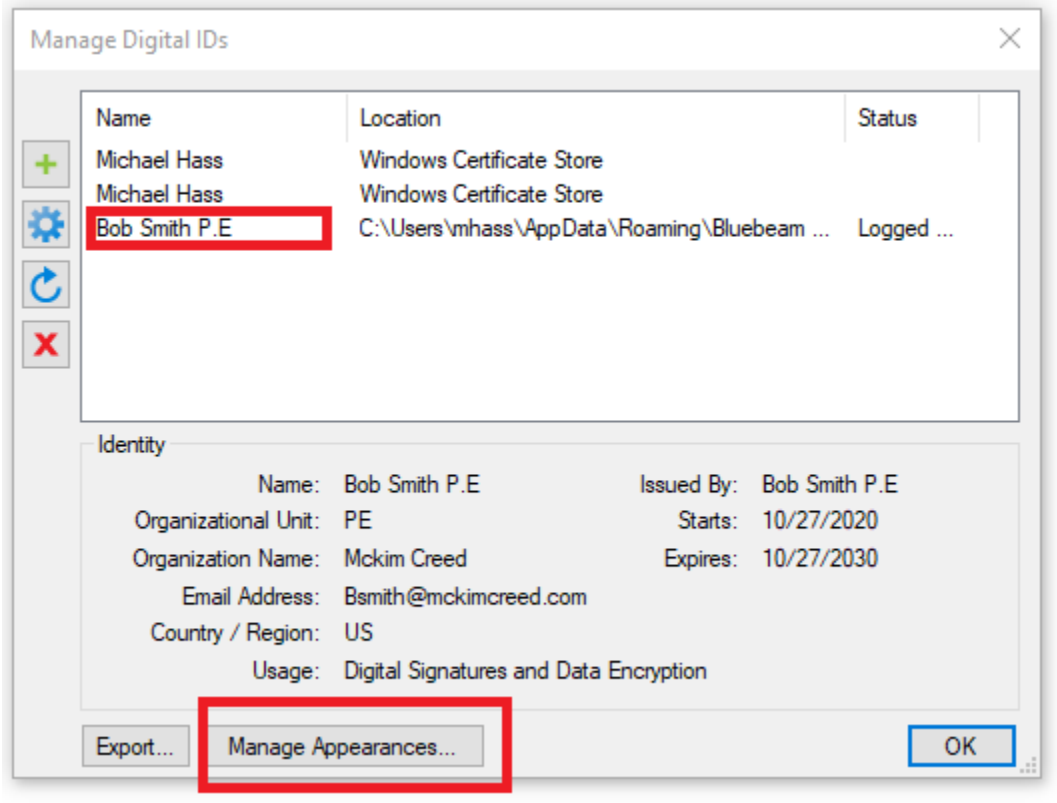 Manage Digital IDs
Name Location Status
Michael Hass Windows Certificate Store
Michael Hass Windows Certificate Store
Bob Smith P.E C:\Users\mhass\AppData\Roaming\Bluebeam ... Logged ...
Identity
Name: Bob Smith P.E Issued By: Bob Smith P.E
Organizational Unit: PE Starts: 10/27/2020
Organization Name: Mckim Creed Expires: 10/27/2030
Email Address: Bsmith@mckimcreed.com
Country / Region: US
Usage: Digital Signatures and Data Encryption
Export... Manage Appearances... OK